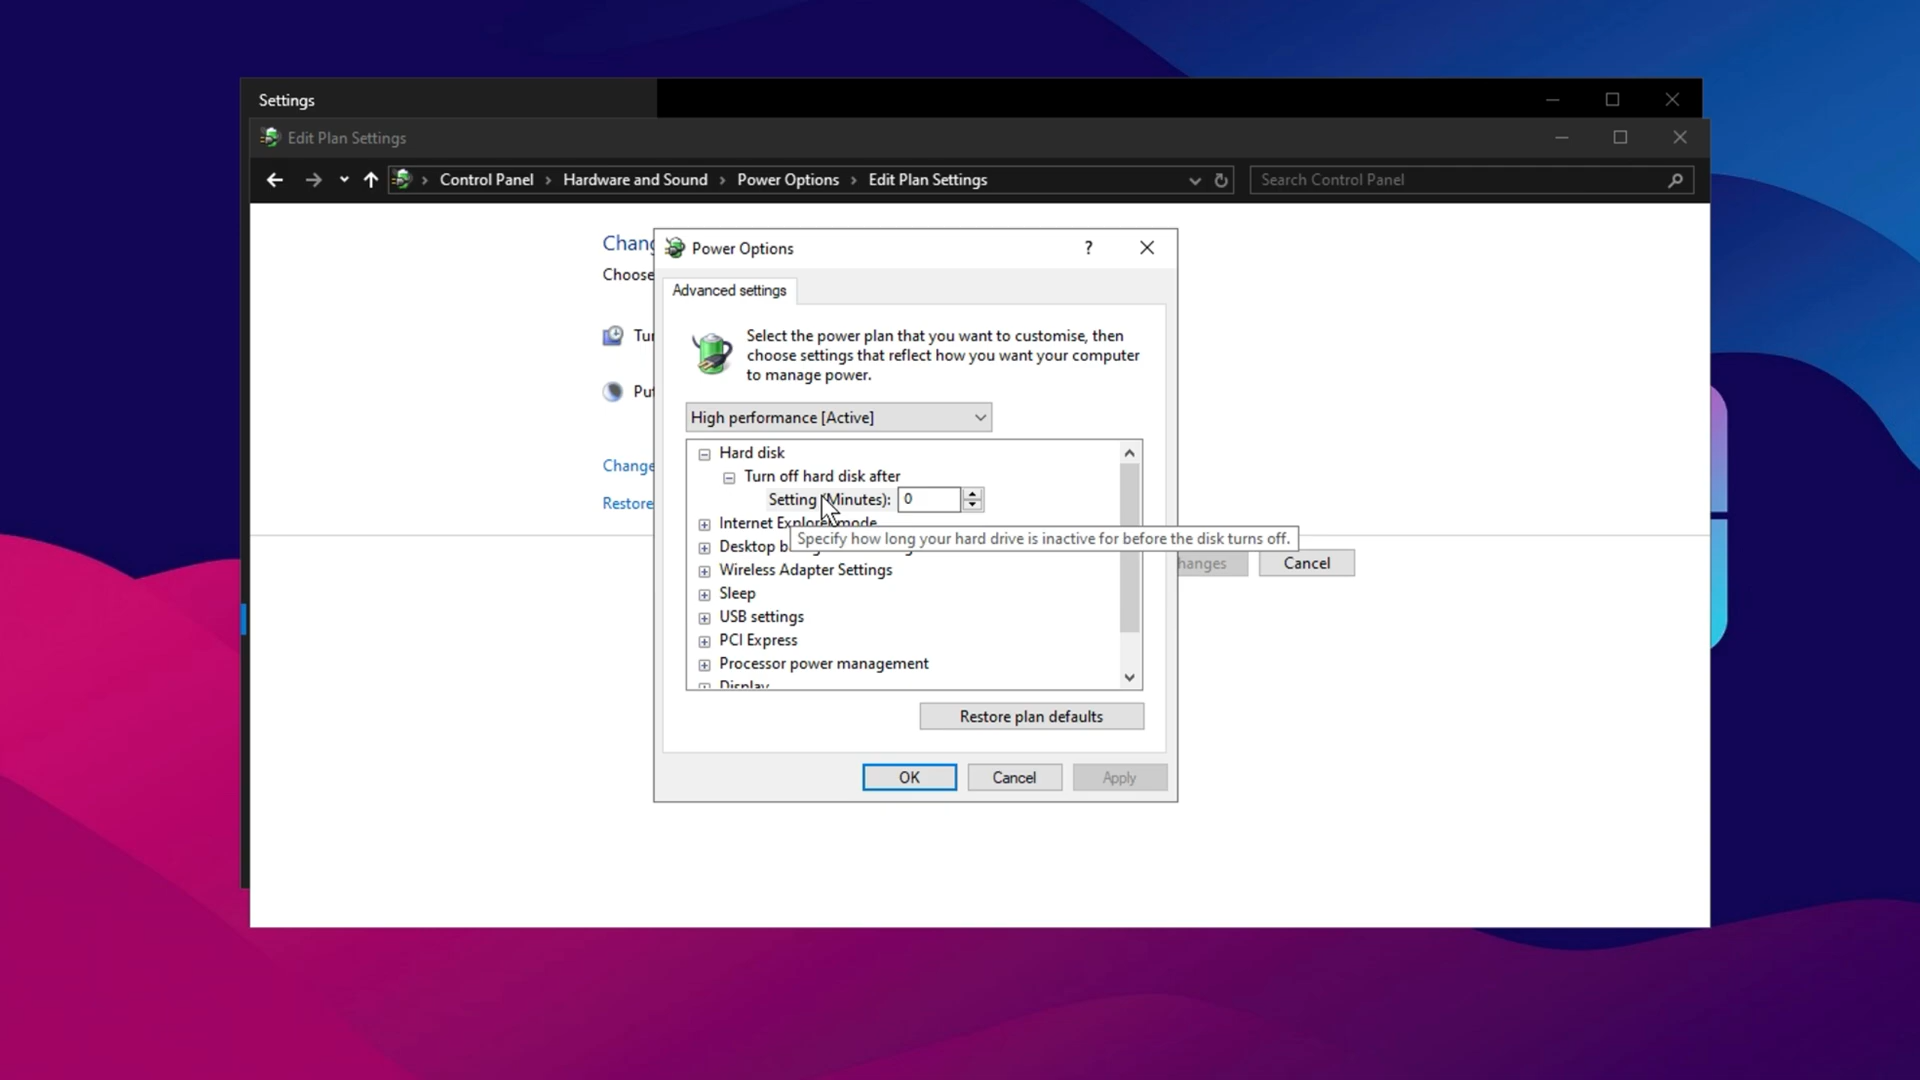 Settings
Edit Plan Settings
Control Panel > Hardware and Sound > Power Options > Edit Plan Settings
Search Control Panel
Power Options
?
Advanced settings
Select the power plan that you want to customise, then
choose settings that reflect how you want your computer
to manage power.
High performance [Active]
Hard disk
Turn off hard disk after
Setting (Minutes): 0
Internet Explorer mode
Specify how long your hard drive is inactive for before the disk turns off.
Desktop
Wireless Adapter Settings
Sleep
USB settings
PCI Express
Processor power management
Display
Restore plan defaults
OK
Cancel
Apply
Choose
Change
Restore
Cancel